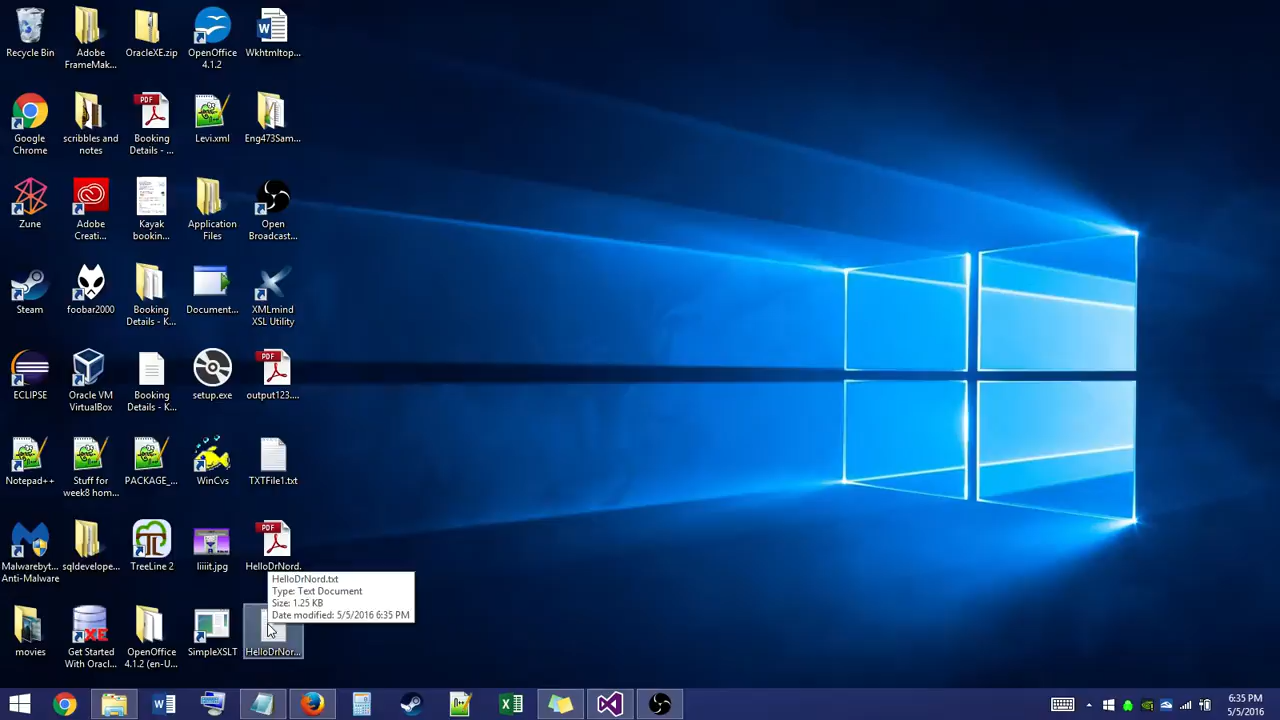 Recycle Bin
Adobe
FrameMak...
OracleXE.zip
OpenOffice
4.1.2
Wkhtmltop...
Google
Chrome
scribbles and
notes
PDF
Booking
Details - ...
Levi.xml
Eng473Sam...
Zune
Adobe
Creati...
Kayak
bookin...
Application
Files
Open
Broadcast...
Steam
foobar2000
Booking
Details - K...
Document...
XMLmind
XSL Utility
ECLIPSE
Oracle VM
VirtualBox
Booking
Details - K...
setup.exe
PDF
output123....
Notepad++
Stuff for
week8 hom...
PACKAGE_...
WinCvs
TXTFile1.txt
Malwarebyt...
Anti-Malware
sqldevelope...
TreeLine 2
liiiit.jpg
PDF
HelloDrNord.
HelloDrNord.txt
Type: Text Document
Size: 1.25 KB
Date modified: 5/5/2016 6:35 PM
movies
XE
Get Started
With Oracl...
OpenOffice
4.1.2 (en-U...
SimpleXSLT
HelloDrNor...
6:35 PM
5/5/2016